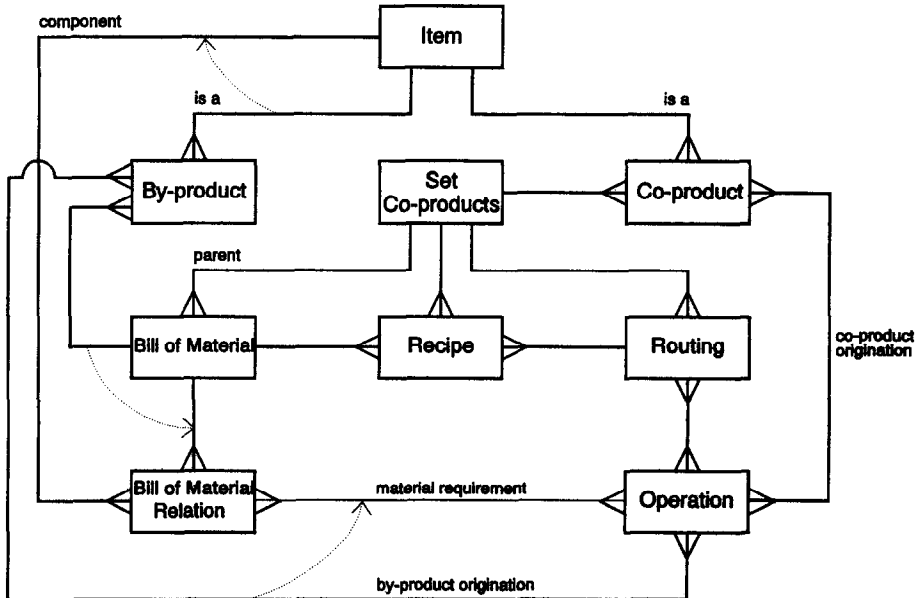 component
Item
is a
is a
By-product
Set
Co-products
Co-product
parent
Bill of Material
Recipe
Routing
co-product
origination
Bill of Material
Relation
material requirement
Operation
by-product origination